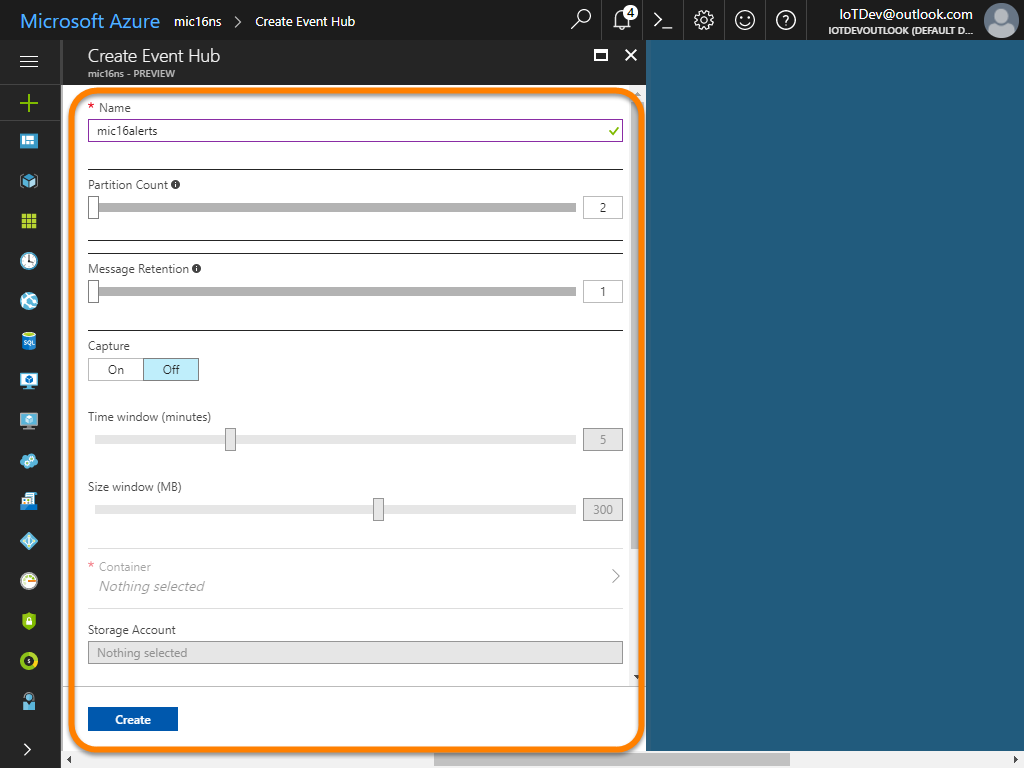 Microsoft Azure mic16ns > Create Event Hub
4
IoTDev@outlook.com
IOTDEVOUTLOOK (DEFAULT D...
Create Event Hub
mic16ns - PREVIEW
* Name
mic16alerts
Partition Count
2
Message Retention
1
Capture
On Off
Time window (minutes)
5
Size window (MB)
300
* Container
Nothing selected
Storage Account
Nothing selected
Create
SQL